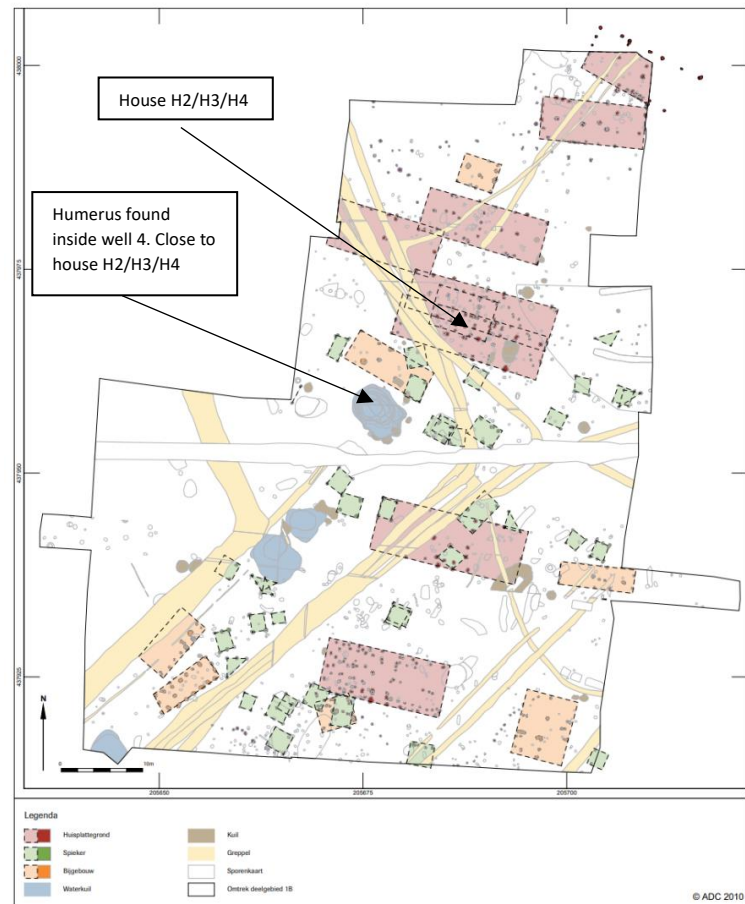 House H2/H3/H4
Humerus found
inside well 4. Close to
house H2/H3/H4
438000
437975
437950
437925
N
10m
205650
205675
205700
Legenda
Huisplattegrond
Spieker
Bijgebouw
Waterkuil
Kuil
Greppel
Sporenkaart
Omtrek deelgebied 1B
© ADC 2010